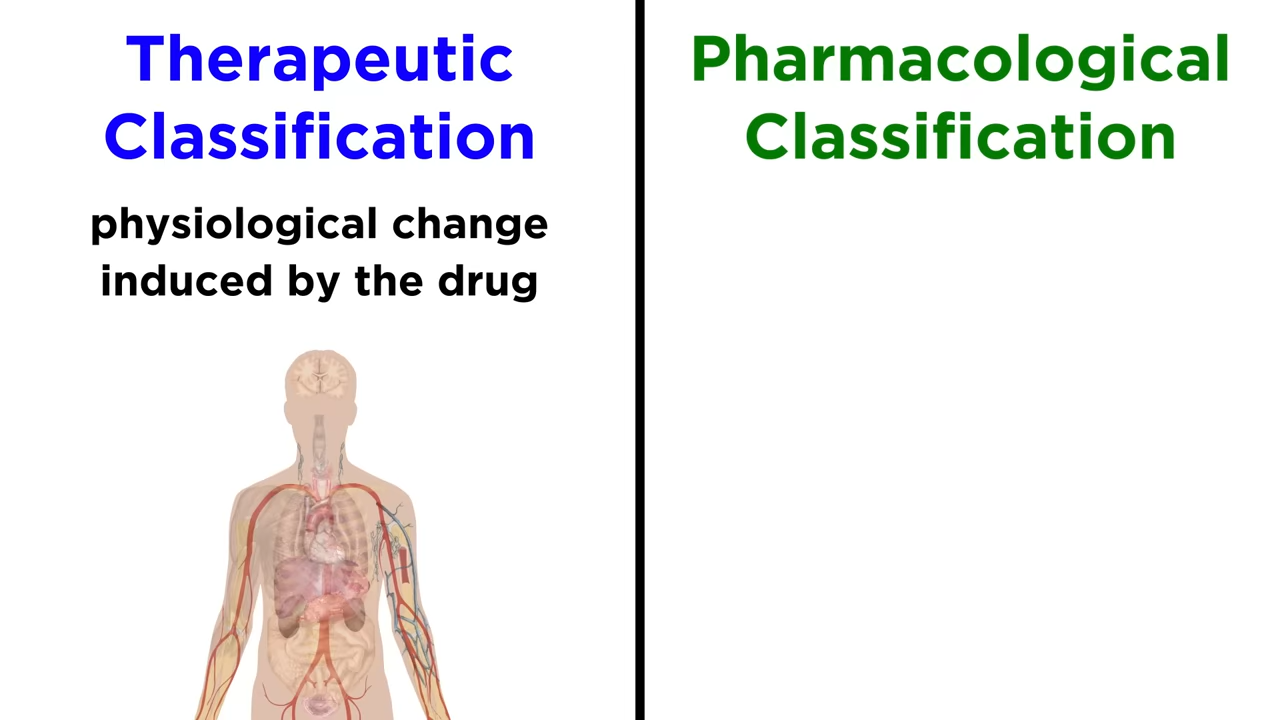 Therapeutic
Classification
physiological change
induced by the drug
Pharmacological
Classification